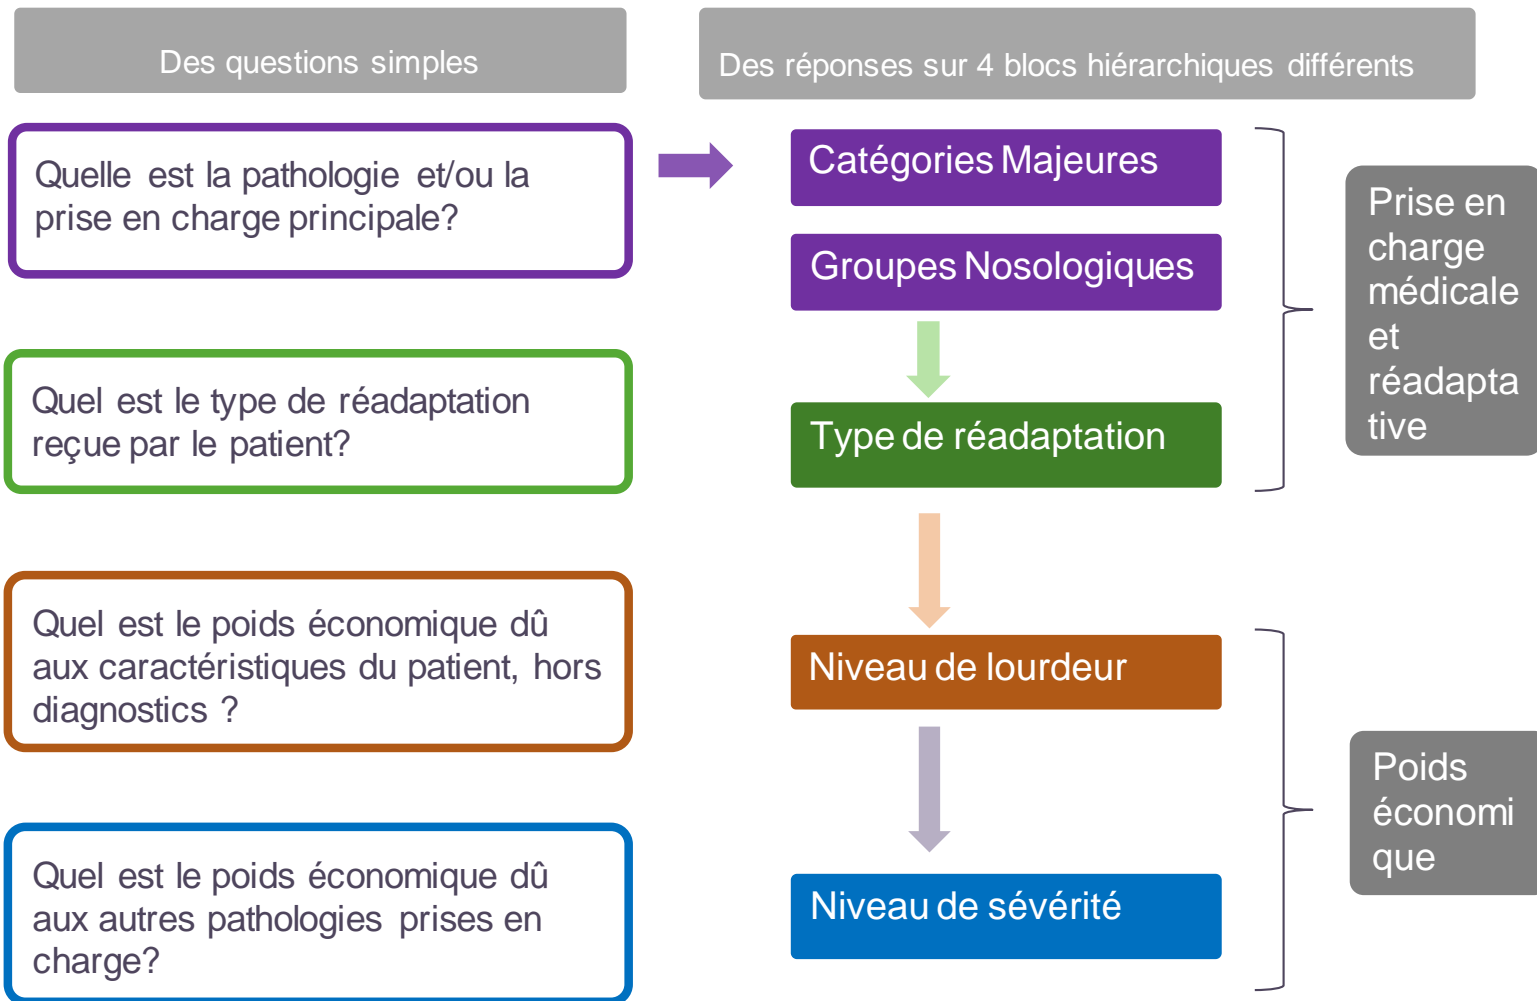 Des questions simples
Des réponses sur 4 blocs hiérarchiques différents
Quelle est la pathologie et/ou la
prise en charge principale?
Catégories Majeures
Groupes Nosologiques
Prise en
charge
médicale
et
réadapta
tive
Quel est le type de réadaptation
reçue par le patient?
Type de réadaptation
Quel est le poids économique dû
aux caractéristiques du patient, hors
diagnostics ?
Niveau de lourdeur
Poids
économi
que
Quel est le poids économique dû
aux autres pathologies prises en
charge?
Niveau de sévérité